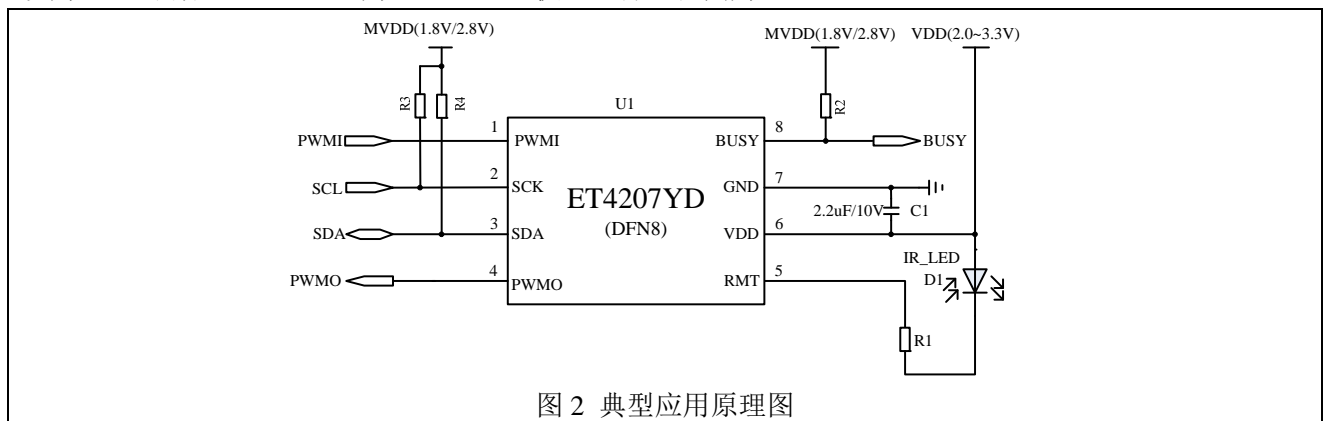 MVDD(1.8V/2.8V)
MVDD(1.8V/2.8V)
VDD(2.0~3.3V)
R3
R4
R2
U1
PWMI
1
PWMI
BUSY
8
BUSY
SCL
2
SCK
GND
7
ET4207YD
(DFN8)
2.2uF/10V
C1
SDA
3
SDA
VDD
6
IR_LED
D1
PWMO
4
PWMO
RMT
5
R1
图 2 典型应用原理图